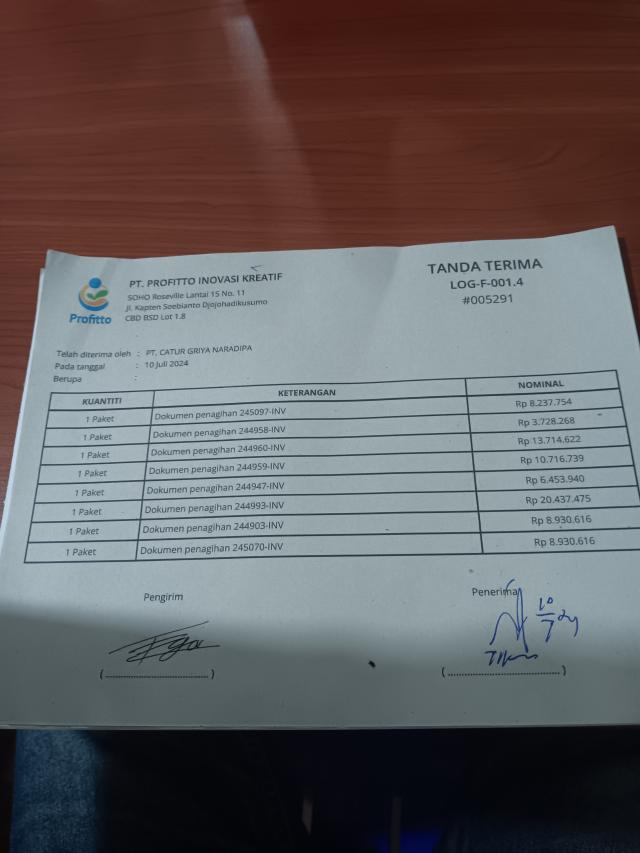 Profitto
PT. PROFITTO INOVASI KREATIF
SOHO Roseville Lantai 15 No. 11
Jl. Kapten Soebianto Djojohadikusumo
CBD BSD Lot 1.8
TANDA TERIMA
LOG-F-001.4
#005291
Telah diterima oleh : PT, CATUR GRIYA NARADIPA
Pada tanggal : 10 Juli 2024
Berupa :
KUANTITI KETERANGAN NOMINAL
1 Paket Dokumen penagihan 245097-INV Rp 8.237.754
1 Paket Dokumen penagihan 244958-INV Rp 3.728.268
1 Paket Dokumen penagihan 244960-INV Rp 13.714.622
1 Paket Dokumen penagihan 244959-INV Rp 10.716.739
1 Paket Dokumen penagihan 244947-INV Rp 6.453.940
1 Paket Dokumen penagihan 244993-INV Rp 20.437.475
1 Paket Dokumen penagihan 244903-INV Rp 8.930.616
1 Paket Dokumen penagihan 245070-INV Rp 8.930.616
Pengirim Penerima
10/7 24
(....................................) (....................................)